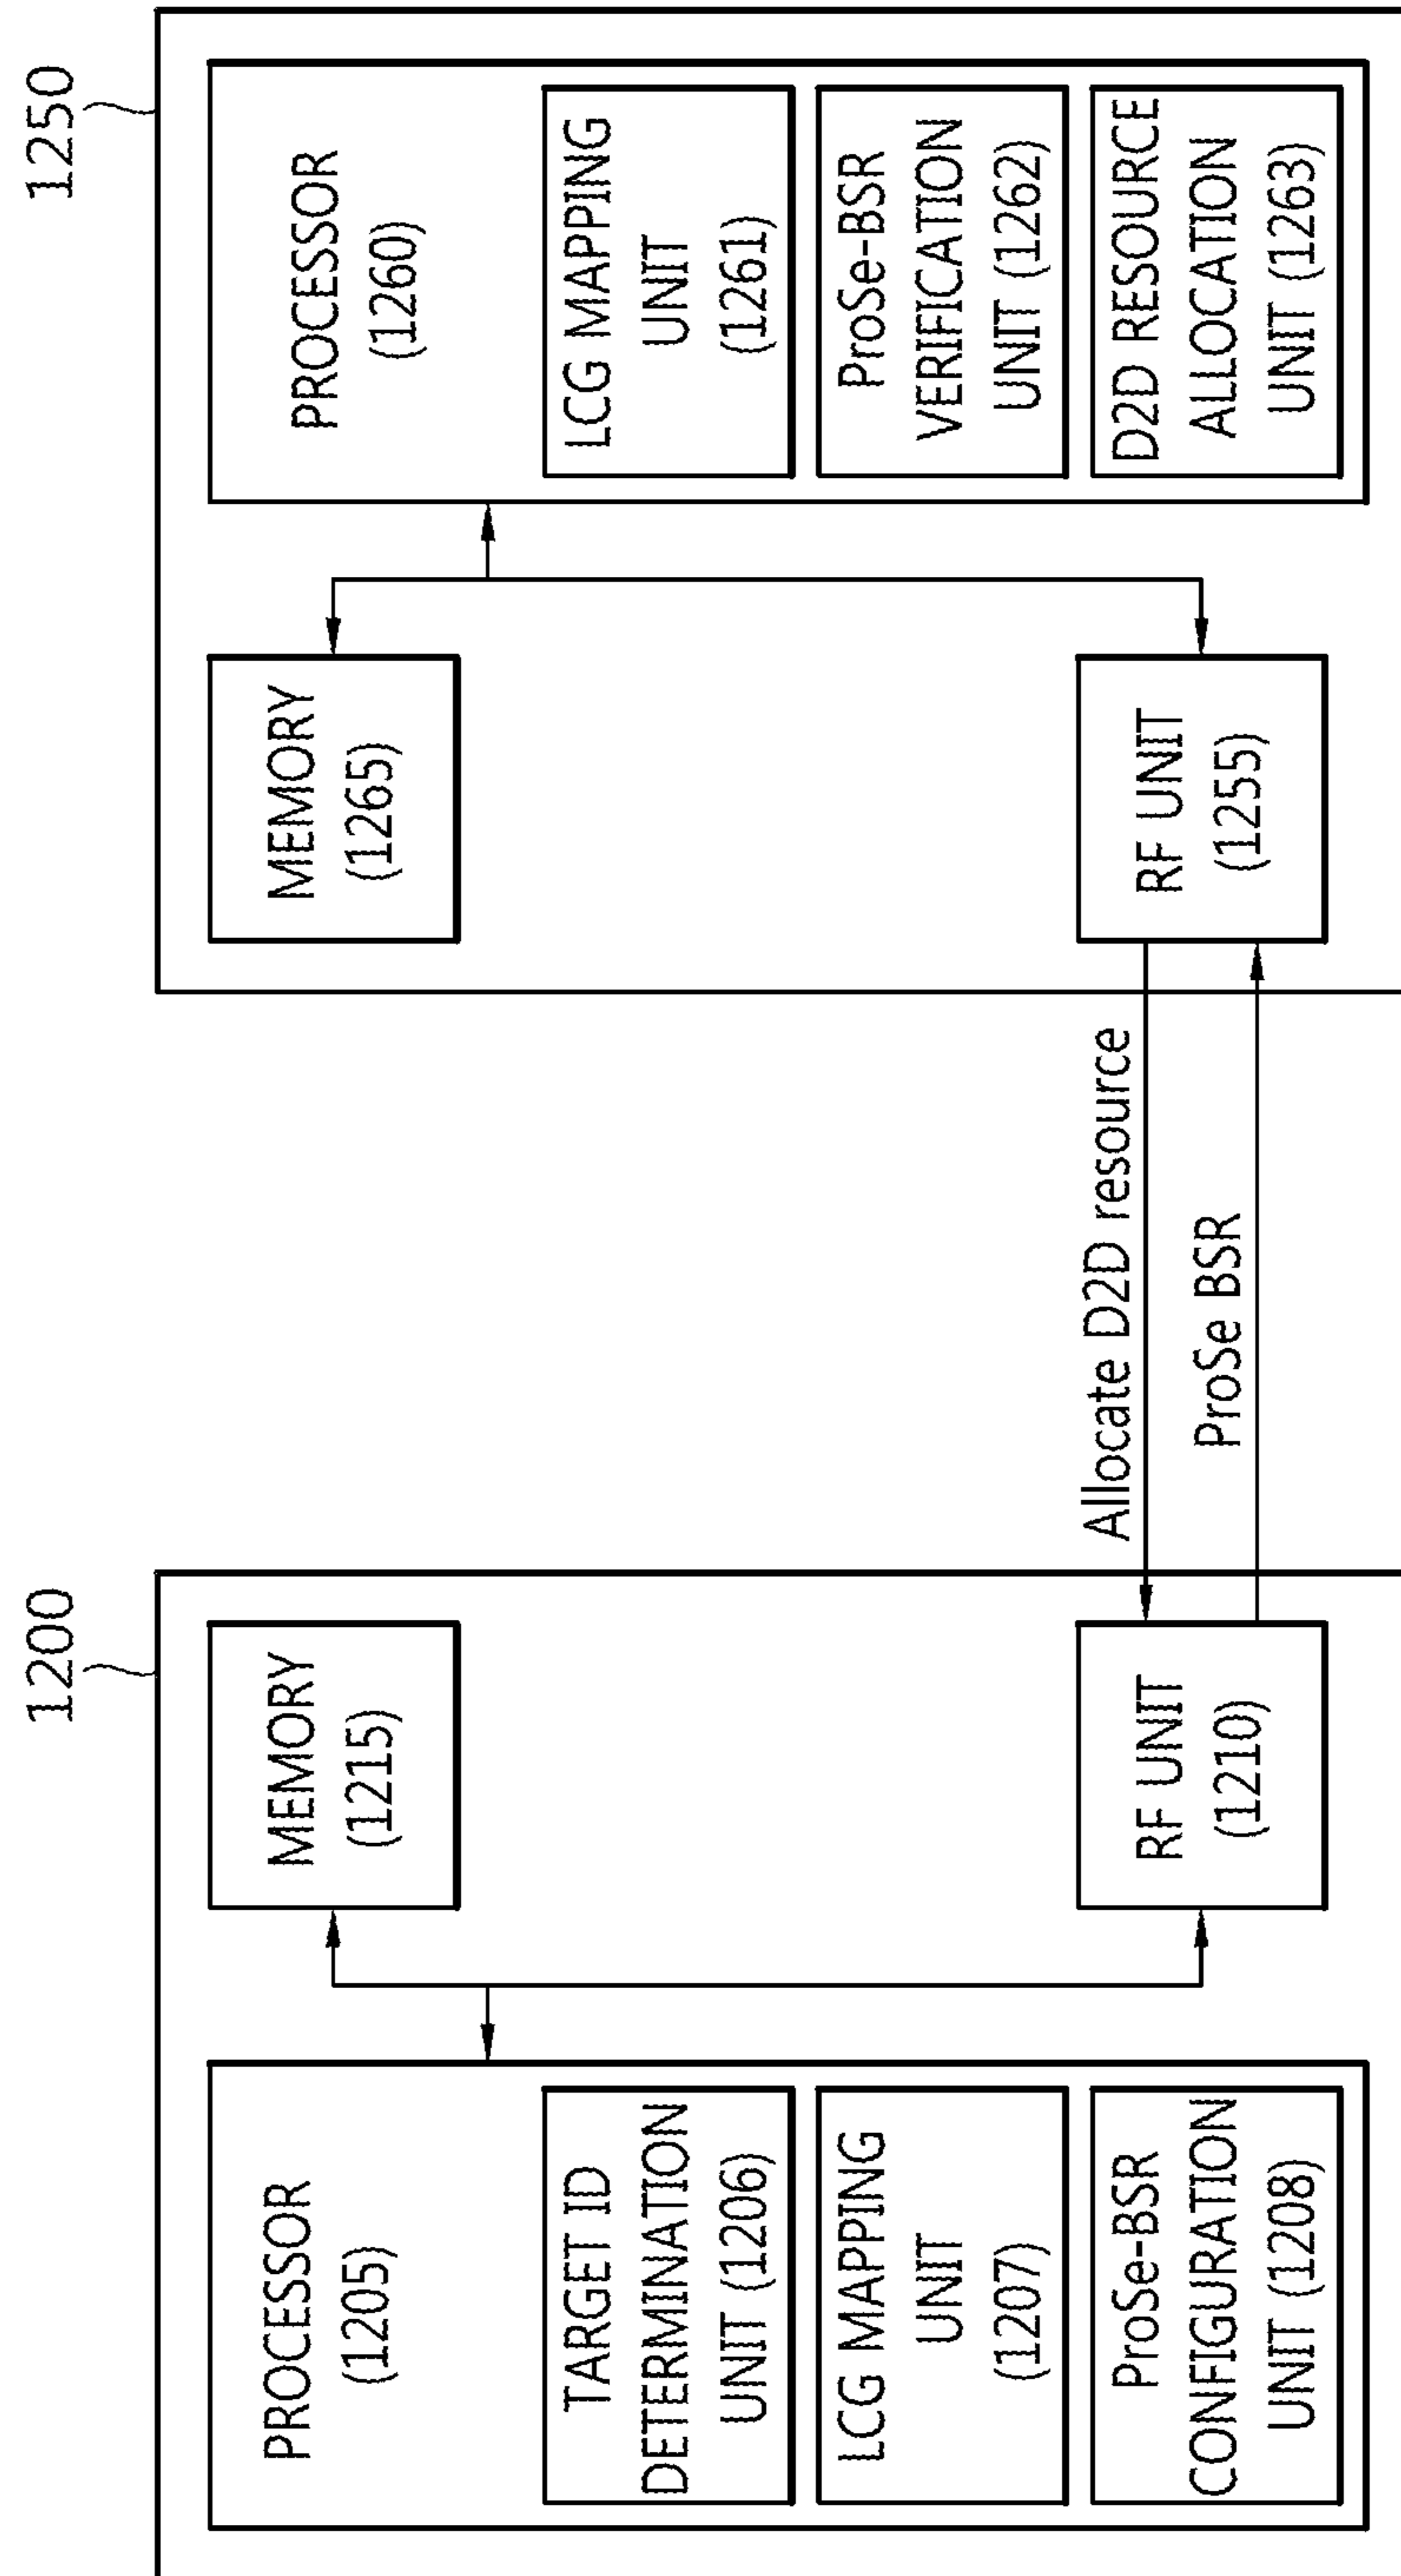 1200
PROCESSOR
(1205)
TARGET ID
DETERMINATION
UNIT (1206)
LCG MAPPING
UNIT
(1207)
ProSe-BSR
CONFIGURATION
UNIT (1208)
MEMORY
(1215)
RF UNIT
(1210)
Allocate D2D resource
ProSe BSR
1250
MEMORY
(1265)
RF UNIT
(1255)
PROCESSOR
(1260)
LCG MAPPING
UNIT
(1261)
ProSe-BSR
VERIFICATION
UNIT (1262)
D2D RESOURCE
ALLOCATION
UNIT (1263)